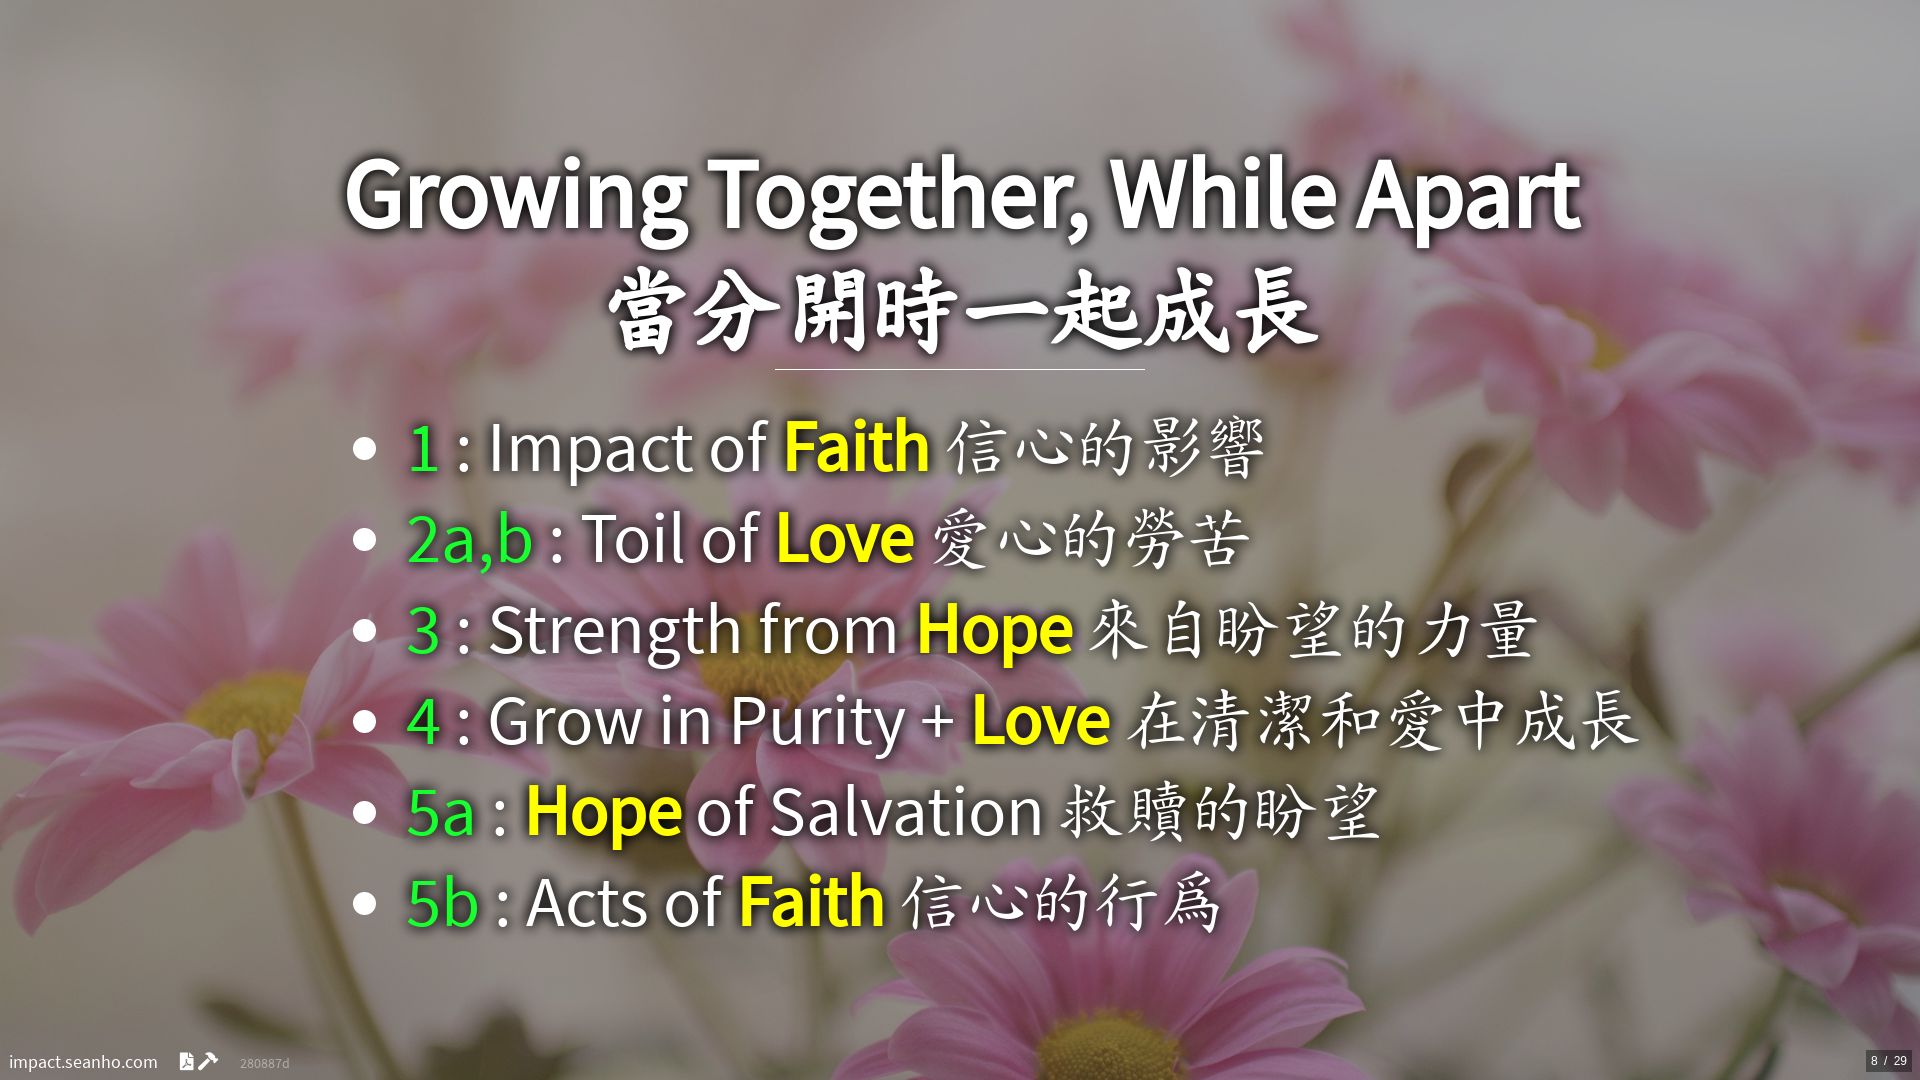 Growing Together, While Apart
當分開時一起成長
1 : Impact of Faith 信心的影響
2a,b : Toil of Love 愛心的勞苦
3 : Strength from Hope 來自盼望的力量
4 : Grow in Purity + Love 在清潔和愛中成長
5a : Hope of Salvation 救贖的盼望
5b : Acts of Faith 信心的行爲
impact.seanho.com 280887d
8 / 29